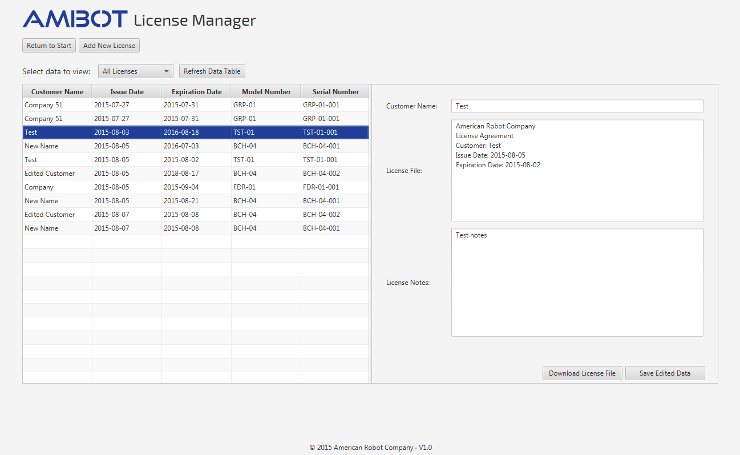 AMBOT License Manager
Return to Start Add New License
Select data to view: All Licenses Refresh Data Table
Customer Name Issue Date Expiration Date Model Number Serial Number
Company 51 2015-07-27 2015-07-31 GRP-01 GRP-01-001
Company 51 2015-07-27 2015-07-31 GRP-01 GRP-01-001
Test 2015-08-03 2016-08-18 TST-01 TST-01-001
New Name 2015-08-05 2016-07-03 BCH-04 BCH-04-001
Test 2015-08-05 2015-08-02 TST-01 TST-01-001
Edited Customer 2015-08-05 2018-08-17 BCH-04 BCH-04-002
Company 2015-08-05 2015-09-04 FDR-01 FDR-01-001
New Name 2015-08-05 2015-08-21 BCH-04 BCH-04-001
Edited Customer 2015-08-07 2015-08-08 BCH-04 BCH-04-002
New Name 2015-08-07 2015-08-08 BCH-04 BCH-04-001
Customer Name: Test
License File:
American Robot Company
License Agreement
Customer: Test
Issue Date: 2015-08-05
Expiration Date: 2015-08-02
License Notes:
Test notes
Download License File Save Edited Data
© 2015 American Robot Company - V1.0